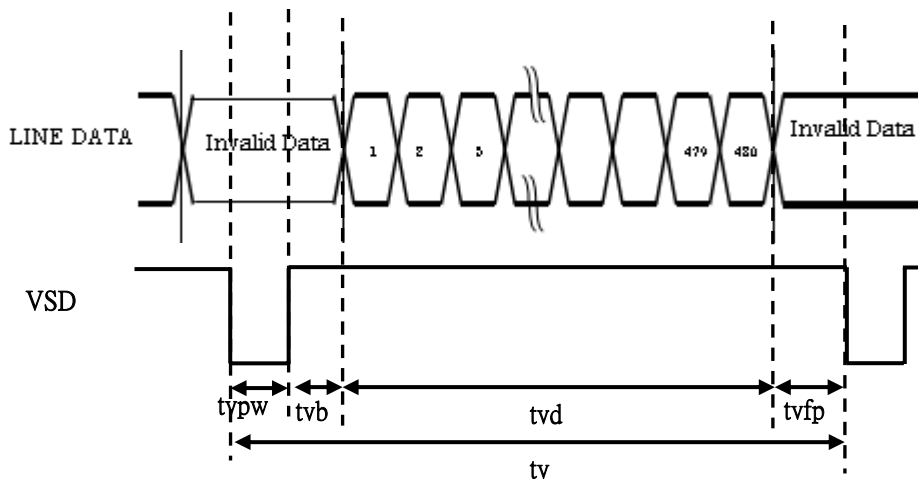 LINE DATA
Invalid Data
1 2 3 479 480
Invalid Data
VSD
tvpw
tvb
tvd
tvfp
tv